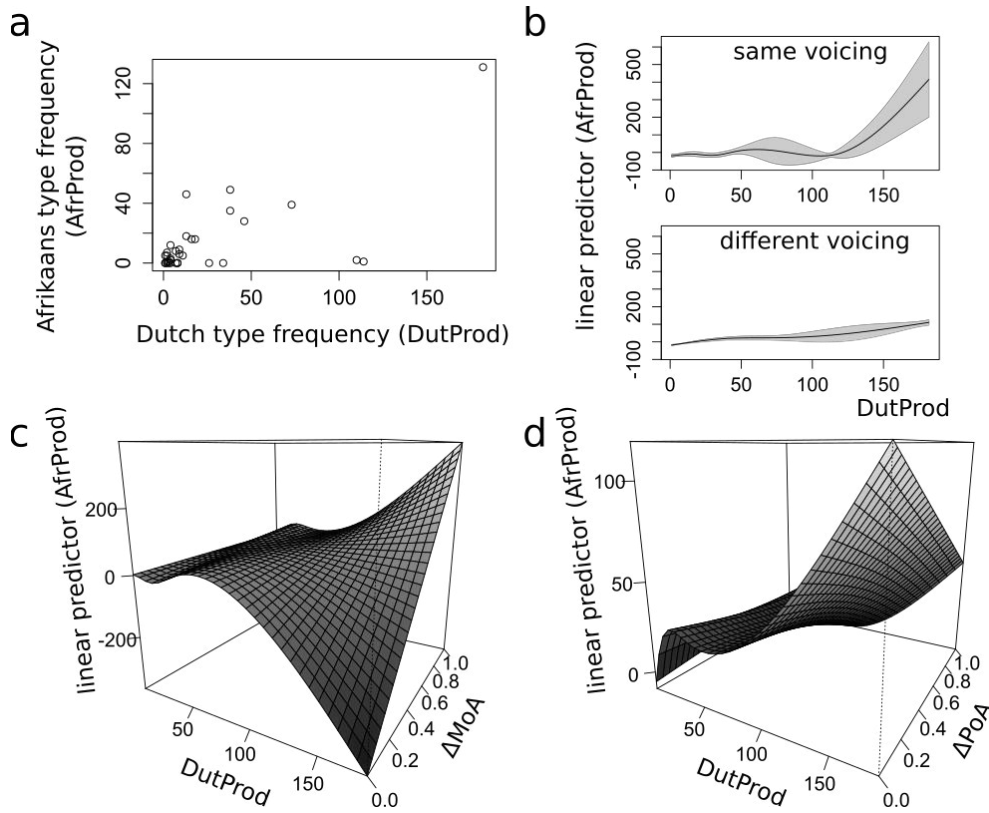 a
Afrikaans type frequency
(AfrProd)
120
80
40
0
0 50 100 150
Dutch type frequency (DutProd)
b
linear predictor (AfrProd)
same voicing
500
200
-100
0 50 100 150
different voicing
500
200
-100
0 50 100 150
DutProd
c
linear predictor (AfrProd)
200
0
-200
50
100
150
DutProd
0.0
0.2
0.4
0.6
0.8
1.0
ΔMoA
d
linear predictor (AfrProd)
100
50
0
50
100
150
DutProd
0.0
0.2
0.4
0.6
0.8
1.0
ΔPoA